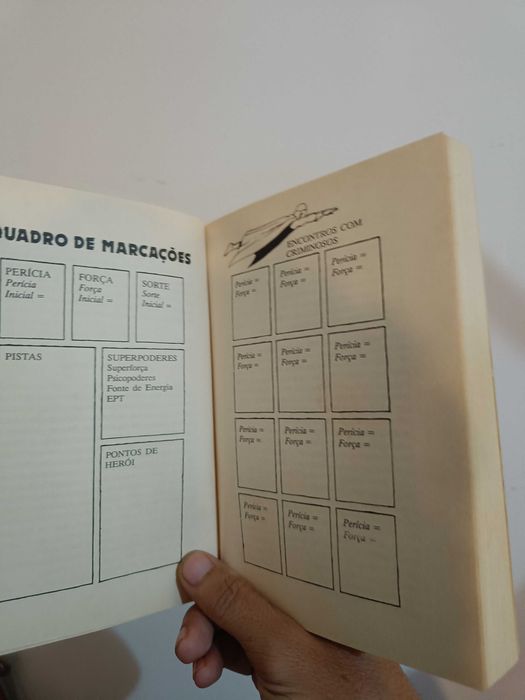 QUADRO DE MARCAÇÕES
PERÍCIA
Perícia
Inicial =
FORÇA
Força
Inicial =
SORTE
Sorte
Inicial =
PISTAS
SUPERPODERES
Superforça
Psicopoderes
Fonte de Energia
EPT
PONTOS DE
HERÓI
ENCONTROS COM
CRIMINOSOS
Perícia =
Força =
Perícia =
Força =
Perícia =
Força =
Perícia =
Força =
Perícia =
Força =
Perícia =
Força =
Perícia =
Força =
Perícia =
Força =
Perícia =
Força =
Perícia =
Força =
Perícia =
Força =
Perícia =
Força =